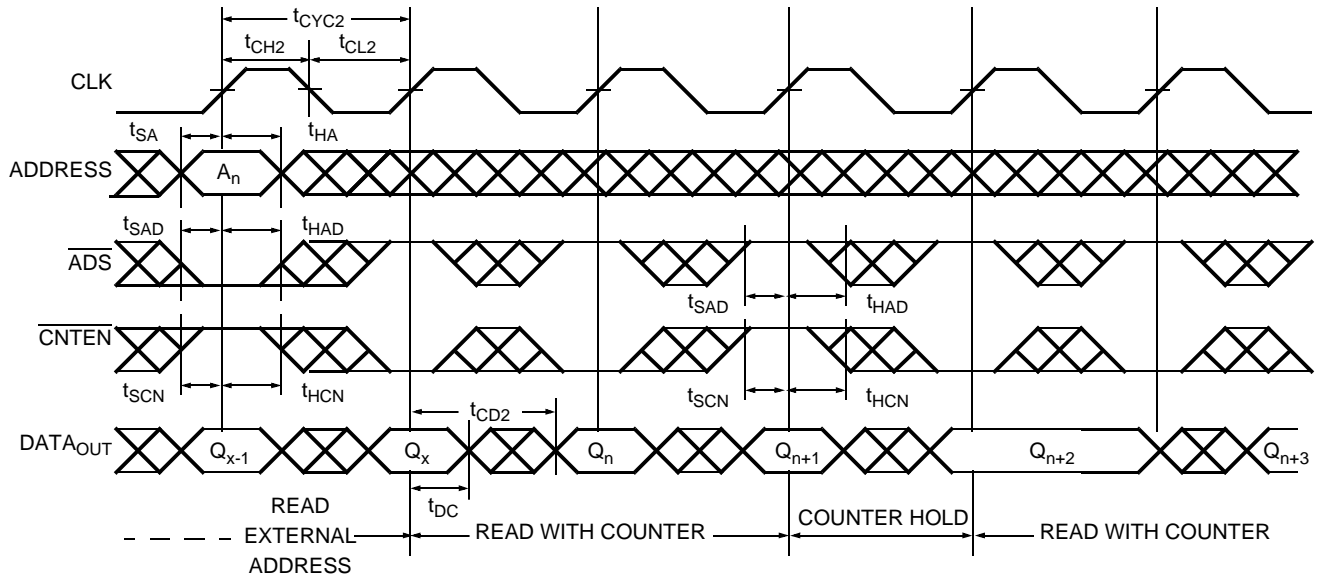 tCYC2
tCH2 tCL2
CLK
tSA tHA
ADDRESS An
tSAD tHAD
ADS
tSAD tHAD
CNTEN
tSCN tHCN tSCN tHCN
tCD2
DATAOUT Qx-1 Qx Qn Qn+1 Qn+2 Qn+3
tDC
READ
EXTERNAL
ADDRESS
READ WITH COUNTER COUNTER HOLD READ WITH COUNTER